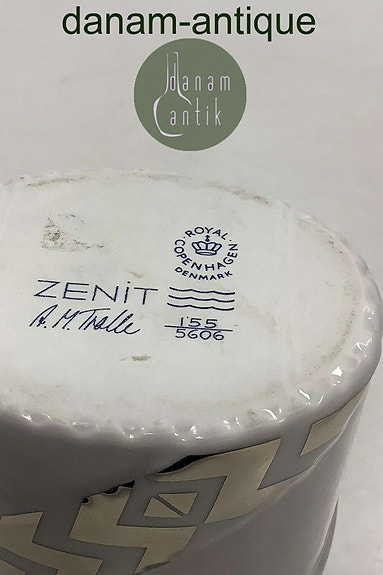 danam-antique
danam
antik
ROYAL
COPENHAGEN
DENMARK
ZENiT
A. M. Trolle
155
5606